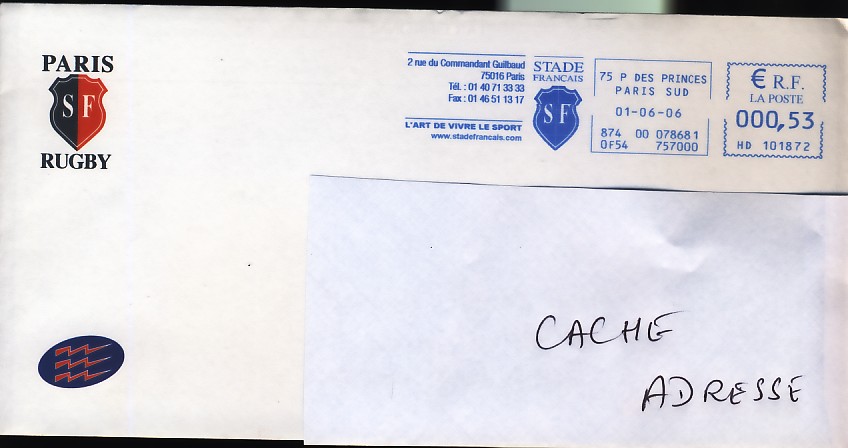 PARIS
SF
RUGBY
2 rue du Commandant Guilbaud
75016 Paris
Tél. : 01 40 71 33 33
Fax : 01 46 51 13 17
L'ART DE VIVRE LE SPORT
www.stadefrancais.com
STADE
FRANCAIS
SF
75 P DES PRINCES
PARIS SUD
01-06-06
874 00 078681
0F54 757000
€ R.F.
LA POSTE
000,53
HD 101872
CACHE
ADRESSE